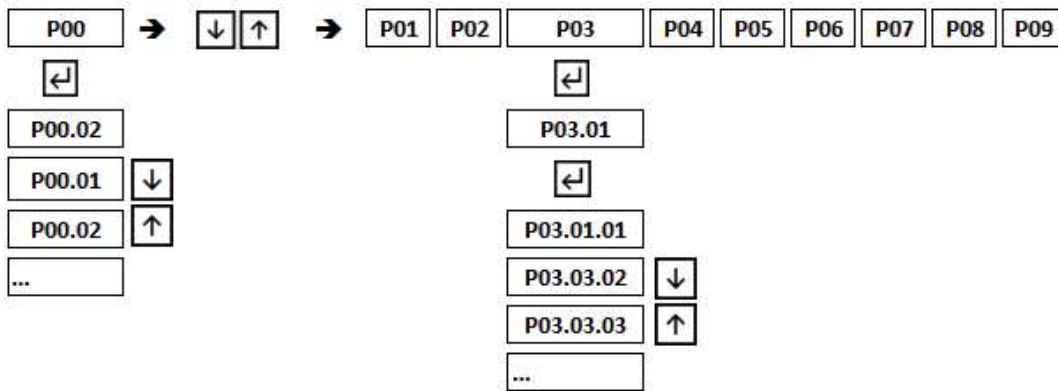 P00 ➔ ↓ ↑ ➔ P01 P02 P03 P04 P05 P06 P07 P08 P09
↵ ↵
P00.02 P03.01
P00.01 ↓ ↵
P00.02 ↑ P03.01.01
... P03.03.02 ↓
P03.03.03 ↑
...